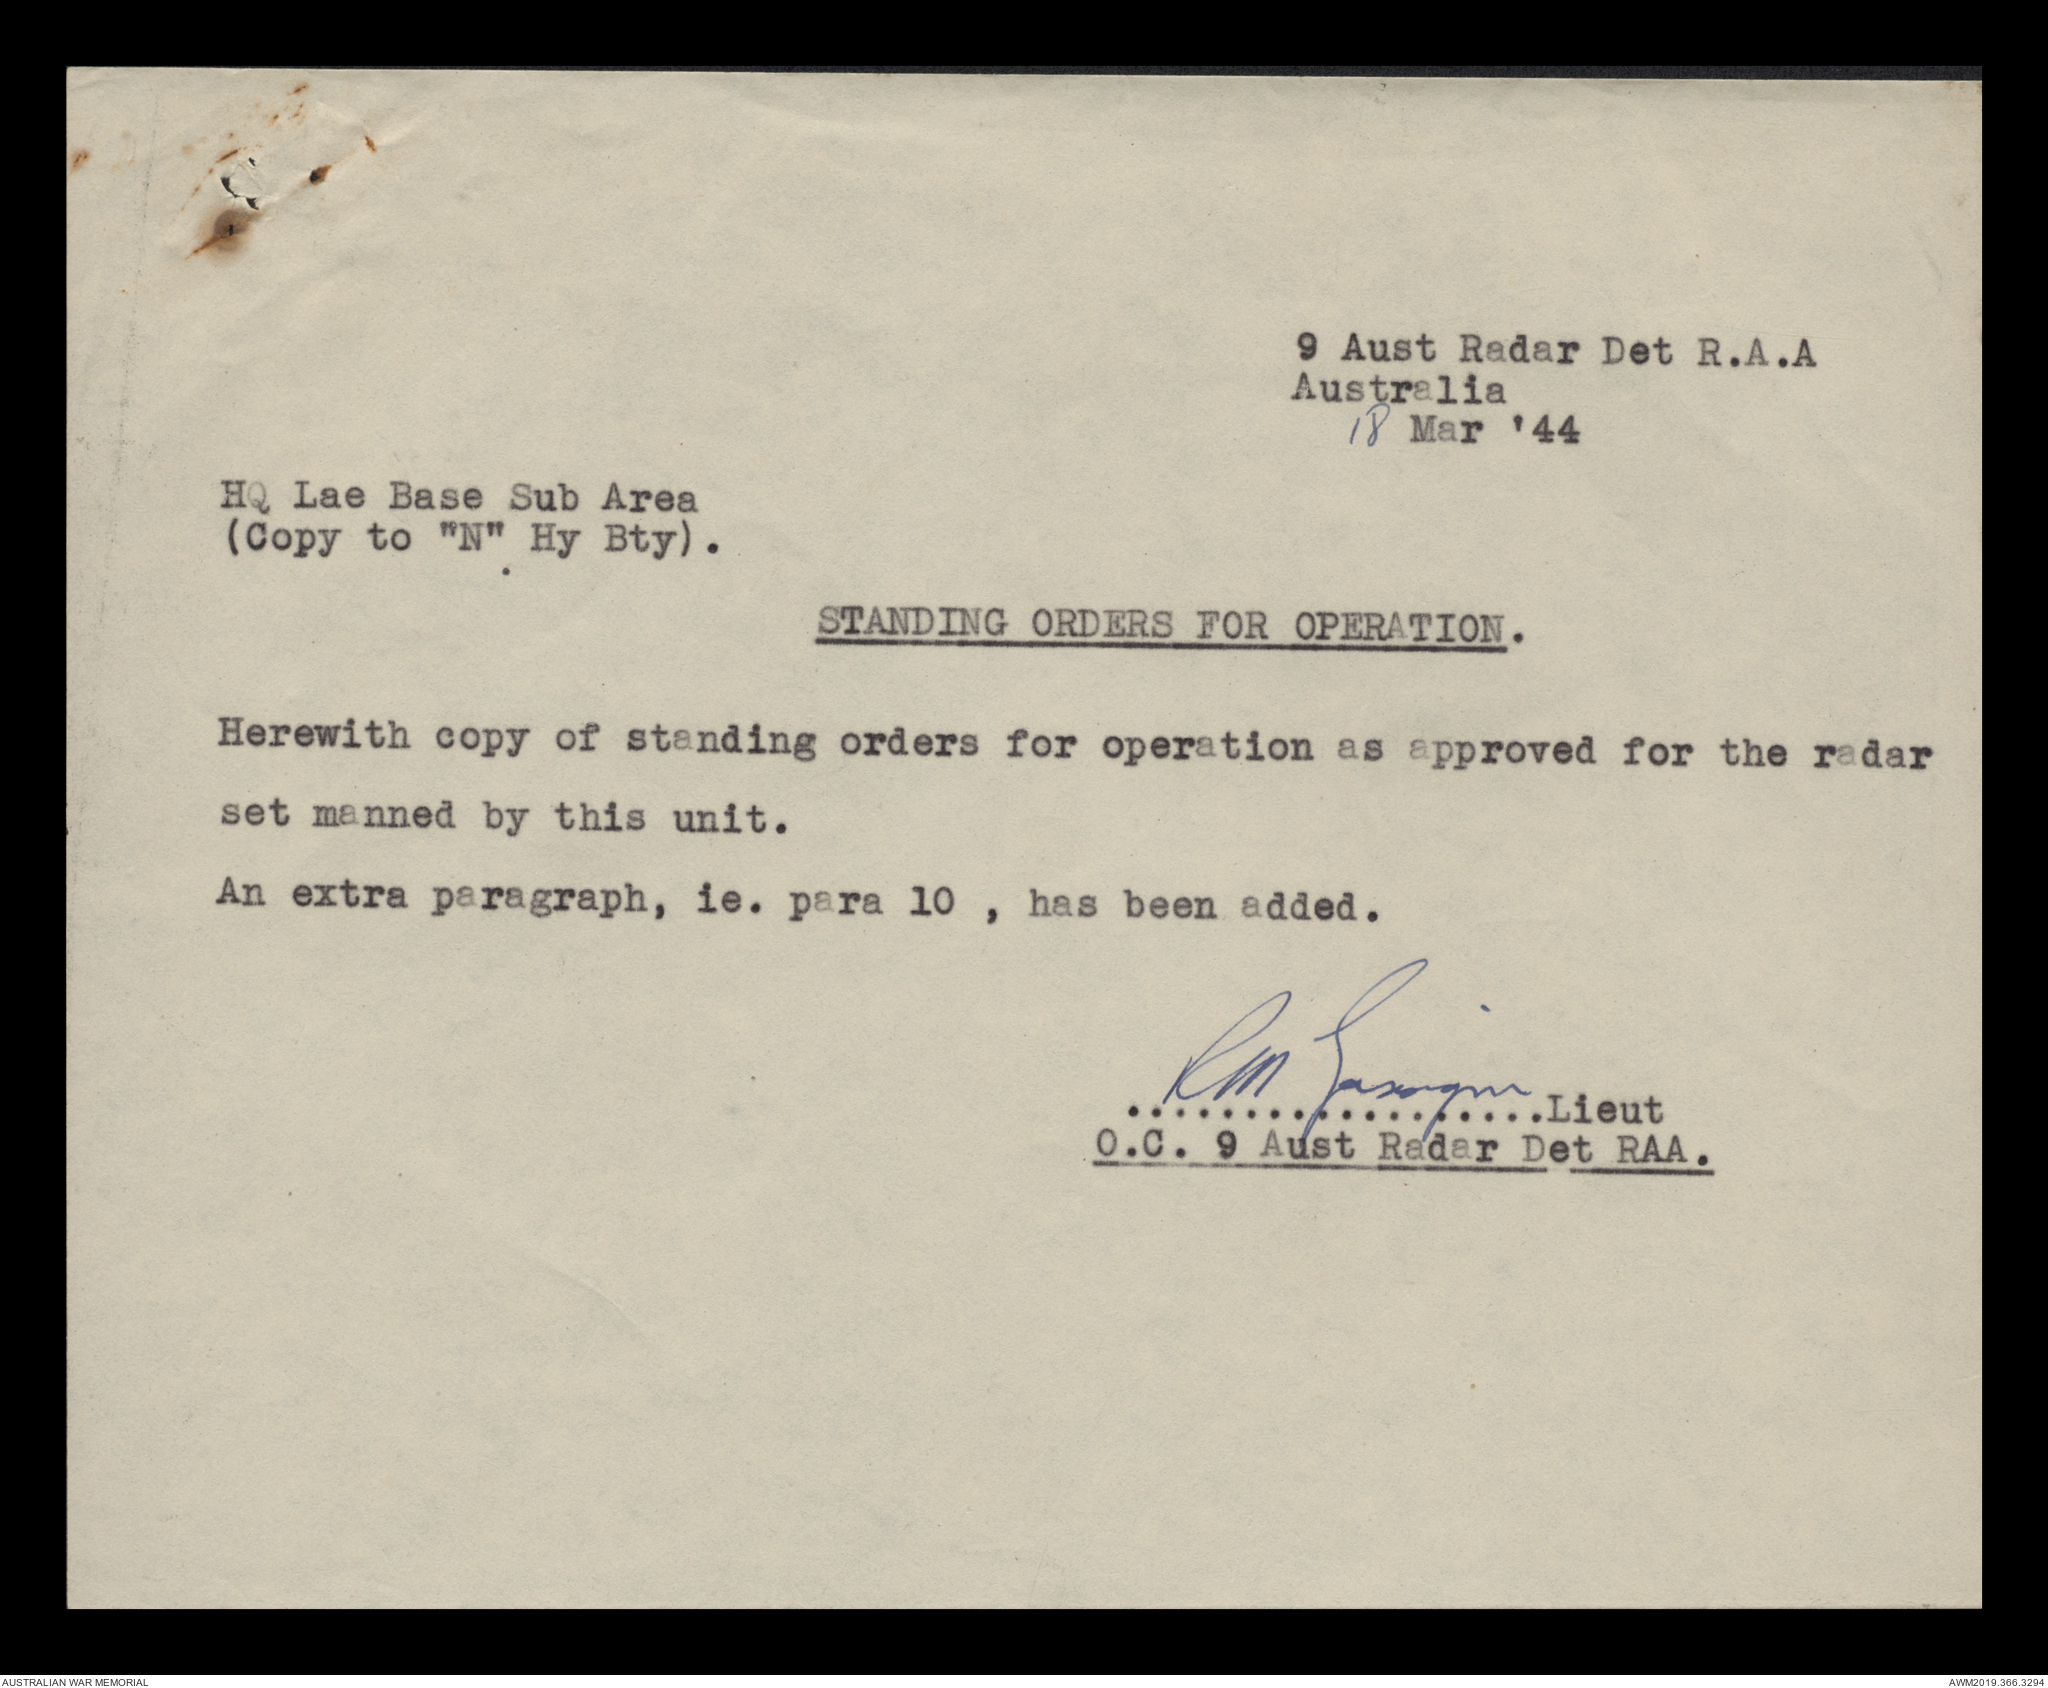 9 Aust Radar Det R.A.A
Australia
18 Mar '44
HQ Lae Base Sub Area
(Copy to "N" Hy Bty).
STANDING ORDERS FOR OPERATION.
Herewith copy of standing orders for operation as approved for the radar
set manned by this unit.
An extra paragraph, ie. para 10 , has been added.
....................Lieut
O.C. 9 Aust Radar Det RAA.
AUSTRALIAN WAR MEMORIAL
AWM2019.366.3294